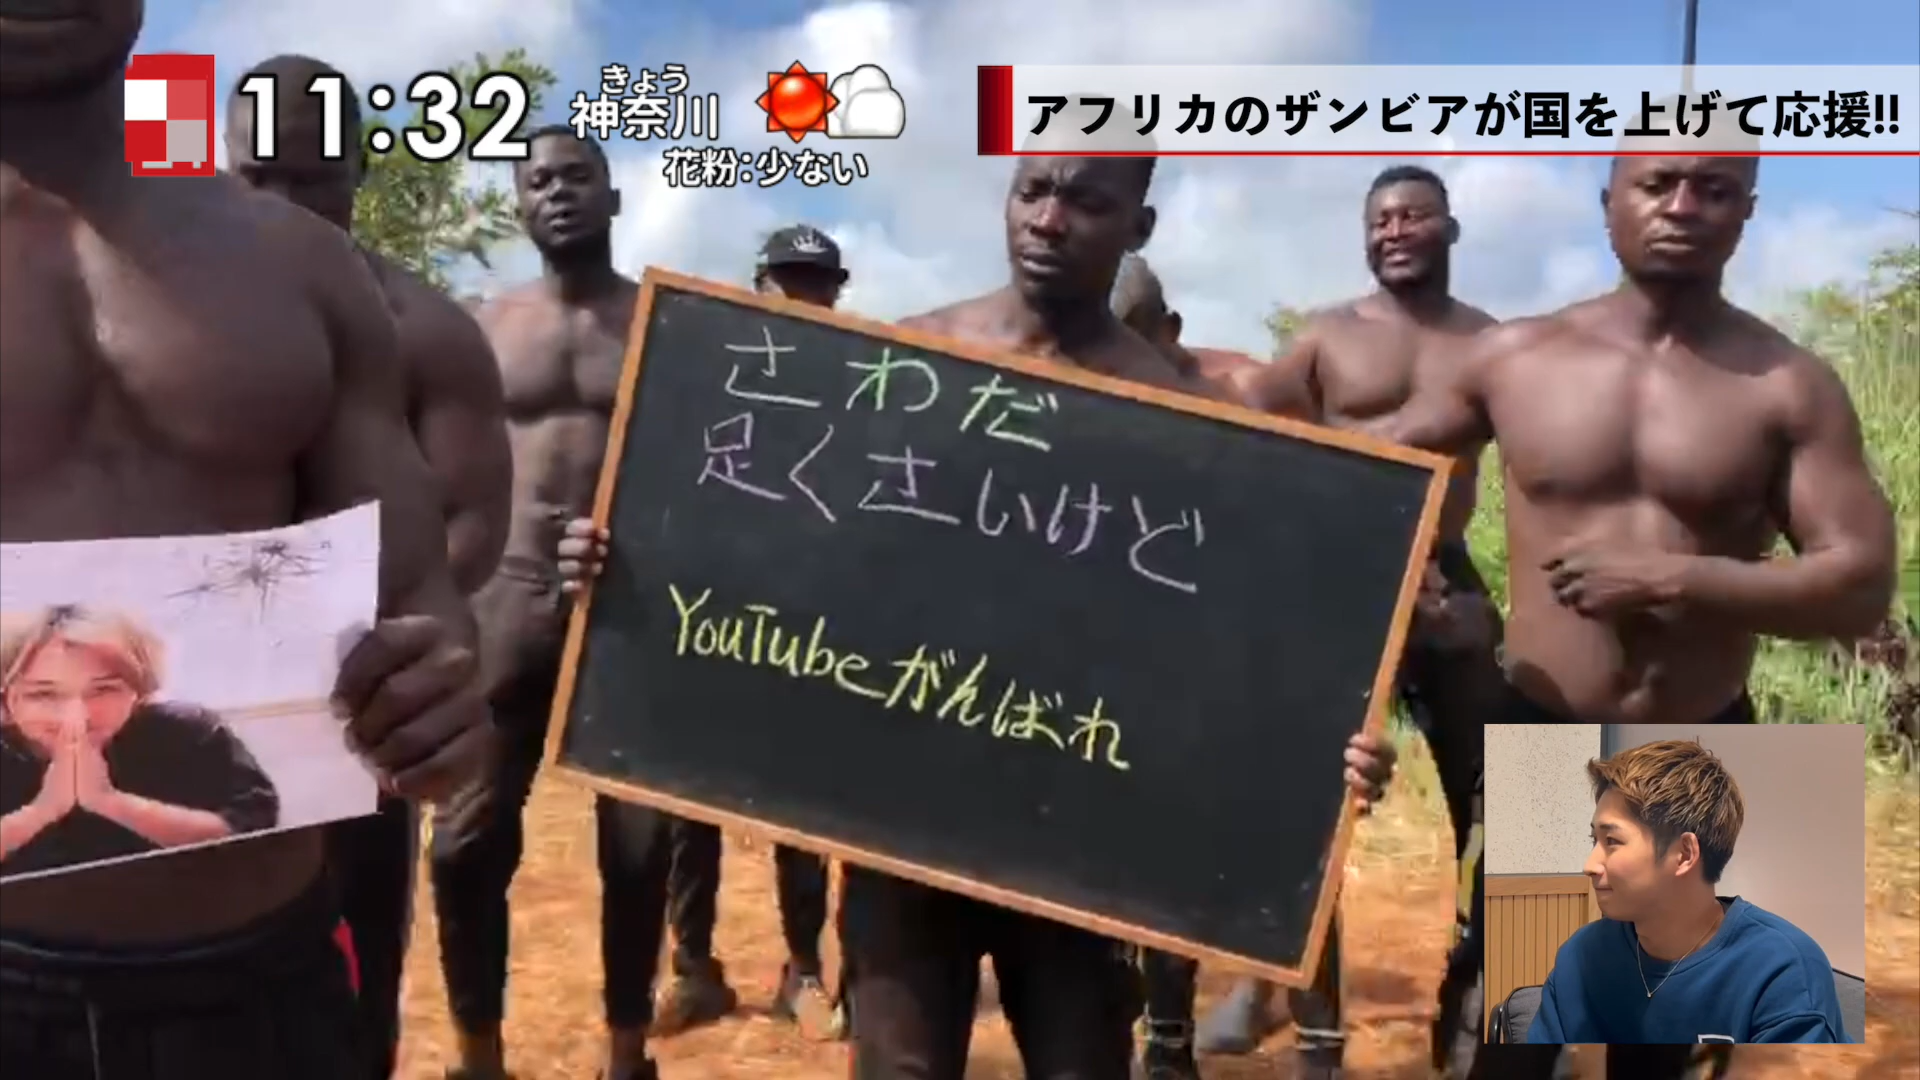 11:32
きょう
神奈川
花粉:少ない
アフリカのザンビアが国を上げて応援!!
さわだ
足くさいけど
YouTubeがんばれ